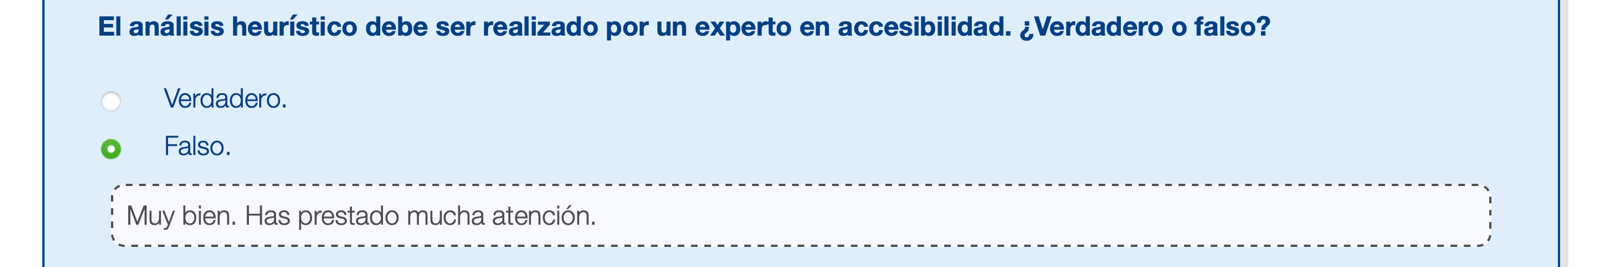 El análisis heurístico debe ser realizado por un experto en accesibilidad. ¿Verdadero o falso?
Verdadero.
Falso.
Muy bien. Has prestado mucha atención.